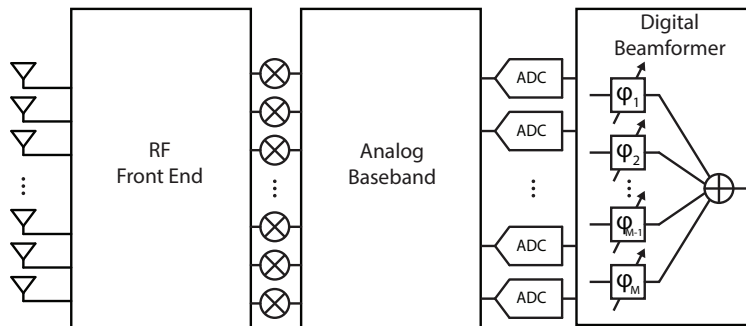 RF
Front End
Analog
Baseband
ADC
ADC
ADC
ADC
Digital
Beamformer
φ1
φ2
φM-1
φM